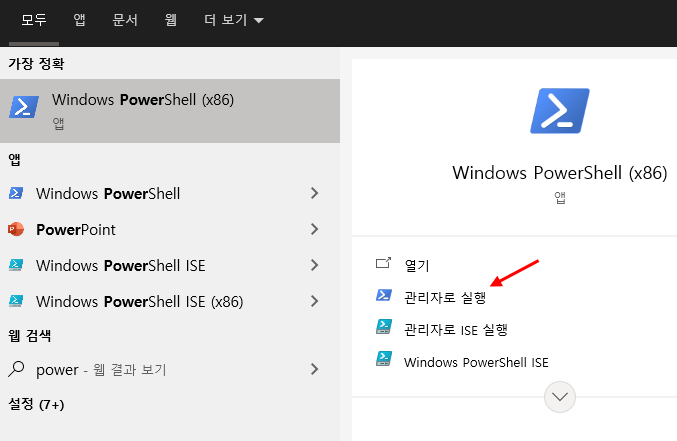 모두 앱 문서 웹 더 보기
가장 정확
Windows PowerShell (x86)
앱
앱
Windows PowerShell
PowerPoint
Windows PowerShell ISE
Windows PowerShell ISE (x86)
웹 검색
power - 웹 결과 보기
설정 (7+)
Windows PowerShell (x86)
앱
열기
관리자로 실행
관리자로 ISE 실행
Windows PowerShell ISE